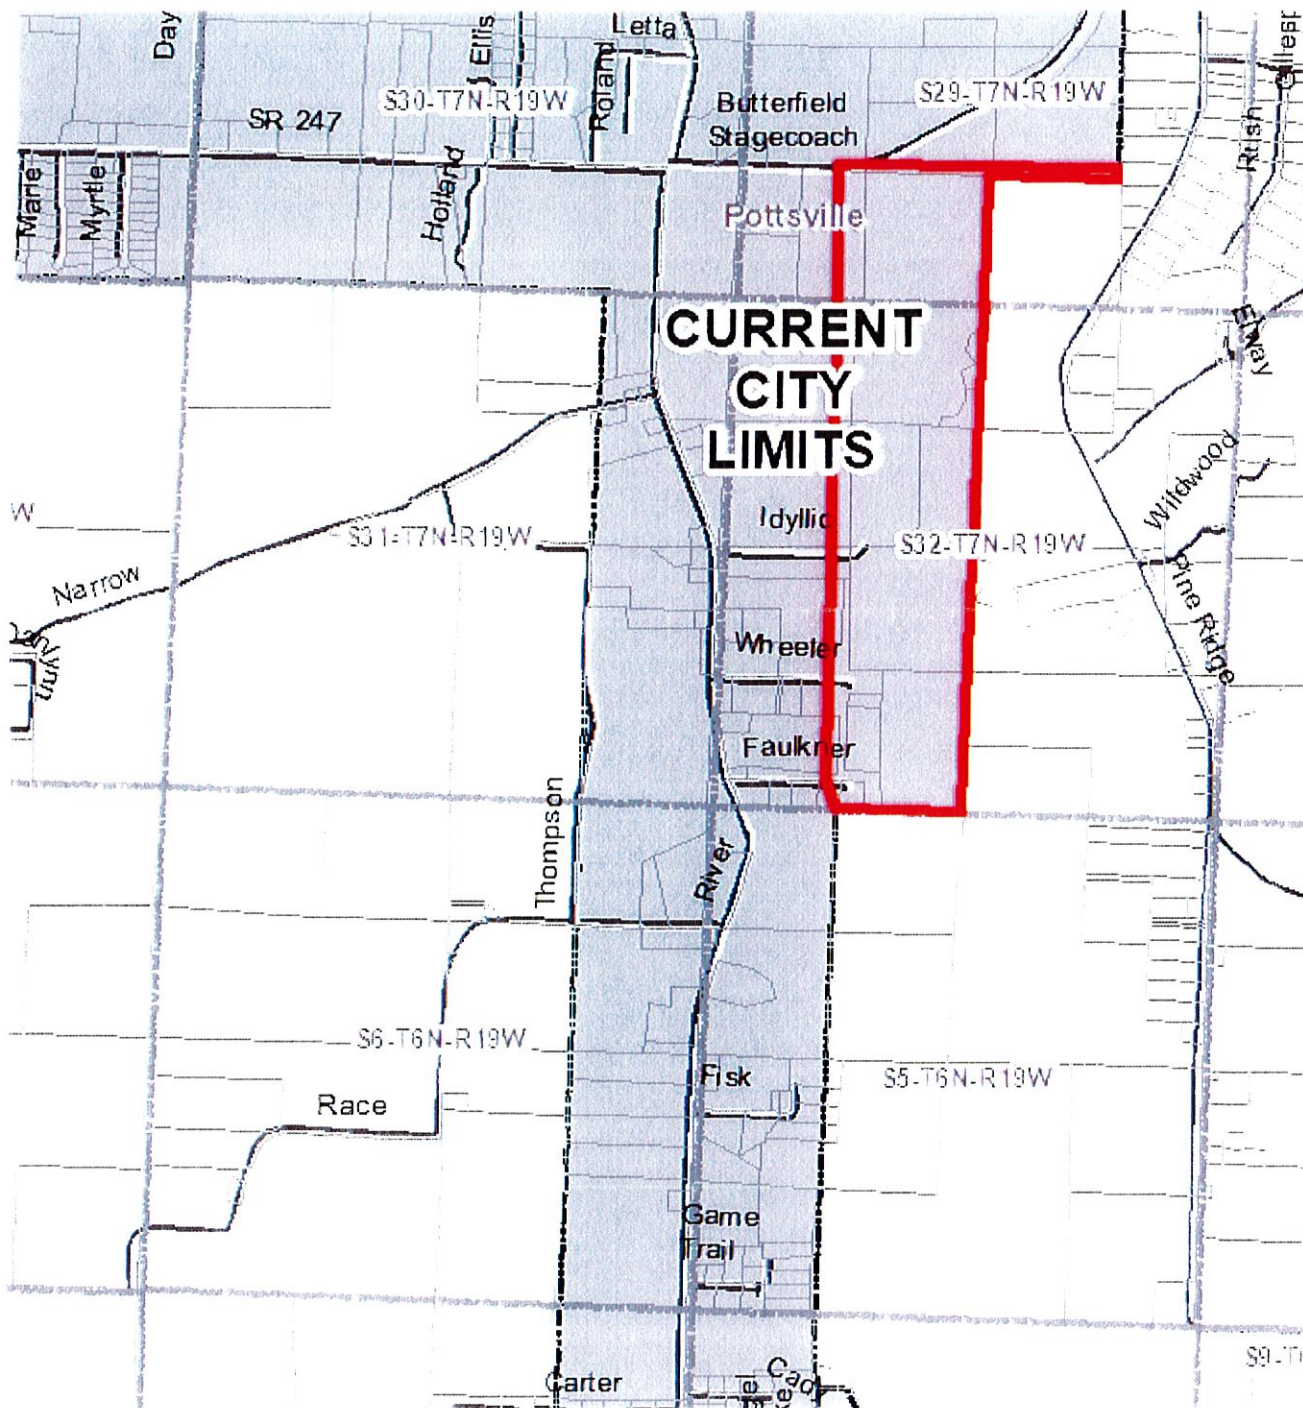 Day
Ellis
Letta
Roland
S30-T7N-R19W
SR 247
Butterfield
Stagecoach
S29-T7N-R19W
Rush
Marie
Myrtle
Holland
Pottsville
CURRENT
CITY
LIMITS
Elway
Wildwood
Idyllic
W
S31-T7N-R19W
S32-T7N-R19W
Narrow
Pine Ridge
Wheeler
Faulkner
Thompson
River
S6-T6N-R19W
Fisk
S5-T6N-R19W
Race
Game
Trail
Carter